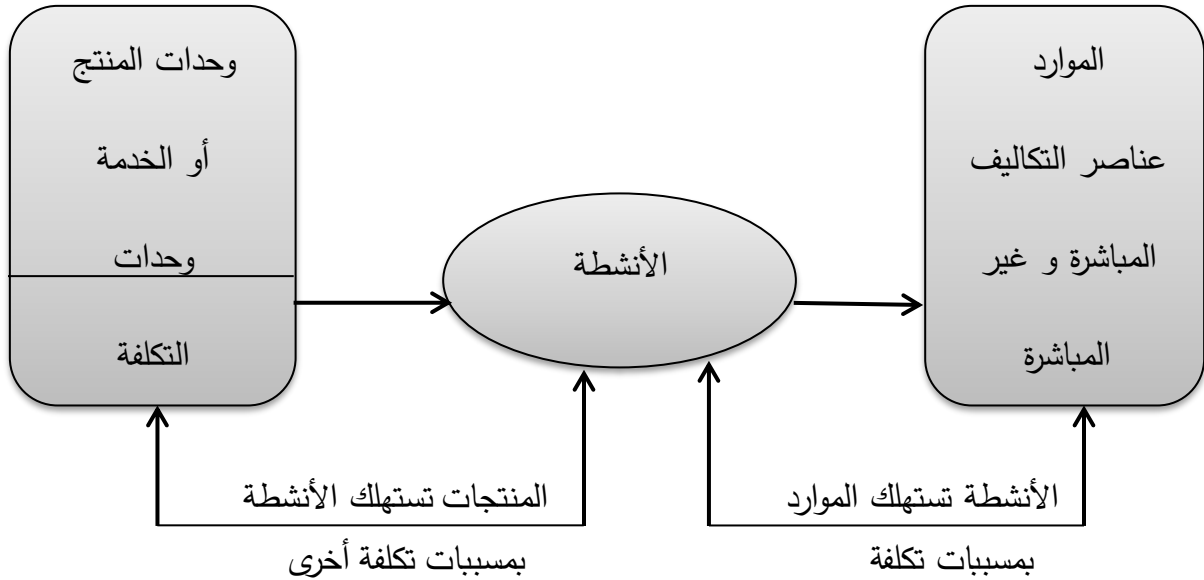 الموارد
عناصر التكاليف
المباشرة و غير
المباشرة
الأنشطة
وحدات المنتج
أو الخدمة
وحدات
التكلفة
الأنشطة تستهلك الموارد
بمسببات تكلفة
المنتجات تستهلك الأنشطة
بمسببات تكلفة أخرى